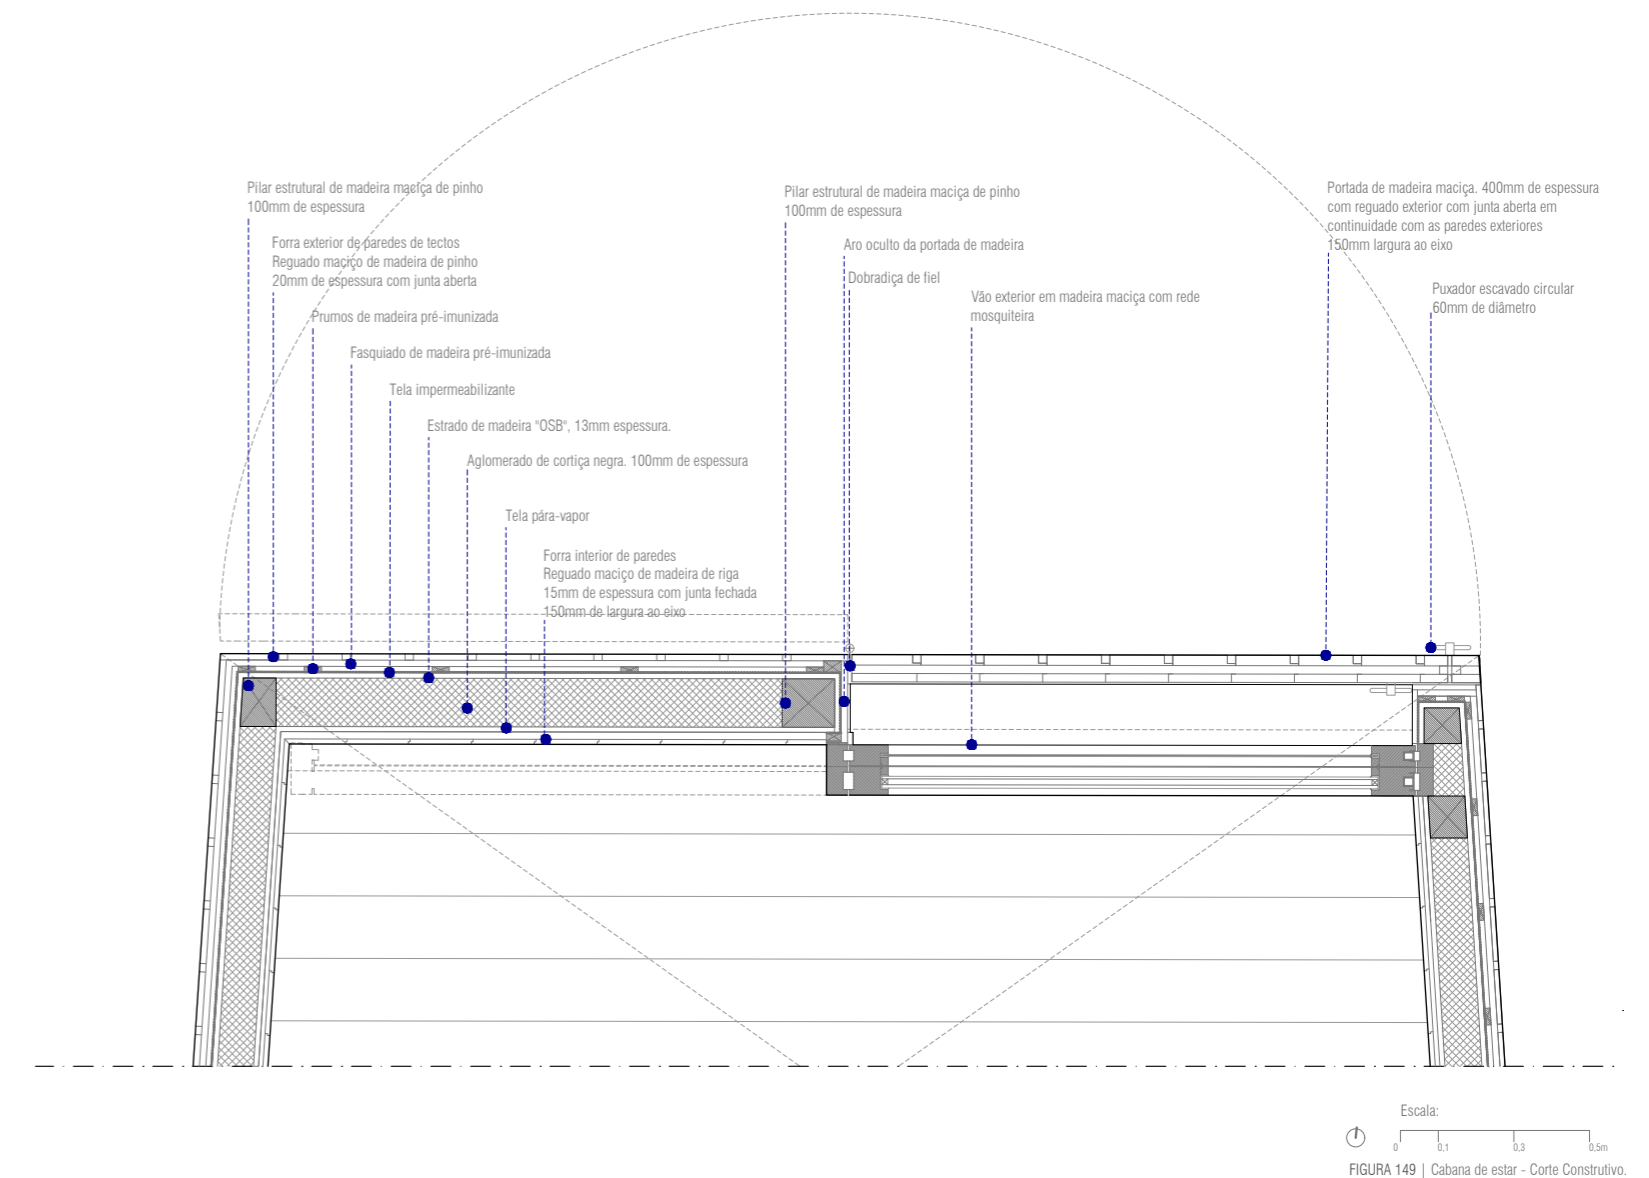 Pilar estrutural de madeira maciça de pinho
100mm de espessura
Forra exterior de paredes de tectos
Reguado maciço de madeira de pinho
20mm de espessura com junta aberta
Prumos de madeira pré-imunizada
Fasquiado de madeira pré-imunizada
Tela impermeabilizante
Estrado de madeira "OSB", 13mm espessura.
Aglomerado de cortiça negra. 100mm de espessura
Tela pára-vapor
Forra interior de paredes
Reguado maciço de madeira de riga
15mm de espessura com junta fechada
150mm de largura ao eixo
Pilar estrutural de madeira maciça de pinho
100mm de espessura
Aro oculto da portada de madeira
Dobradiça de fiel
Vão exterior em madeira maciça com rede
mosquiteira
Portada de madeira maciça. 400mm de espessura
com reguado exterior com junta aberta em
continuidade com as paredes exteriores
150mm largura ao eixo
Puxador escavado circular
60mm de diâmetro
Escala:
0 0,1 0,3 0,5m
FIGURA 149 | Cabana de estar - Corte Construtivo.